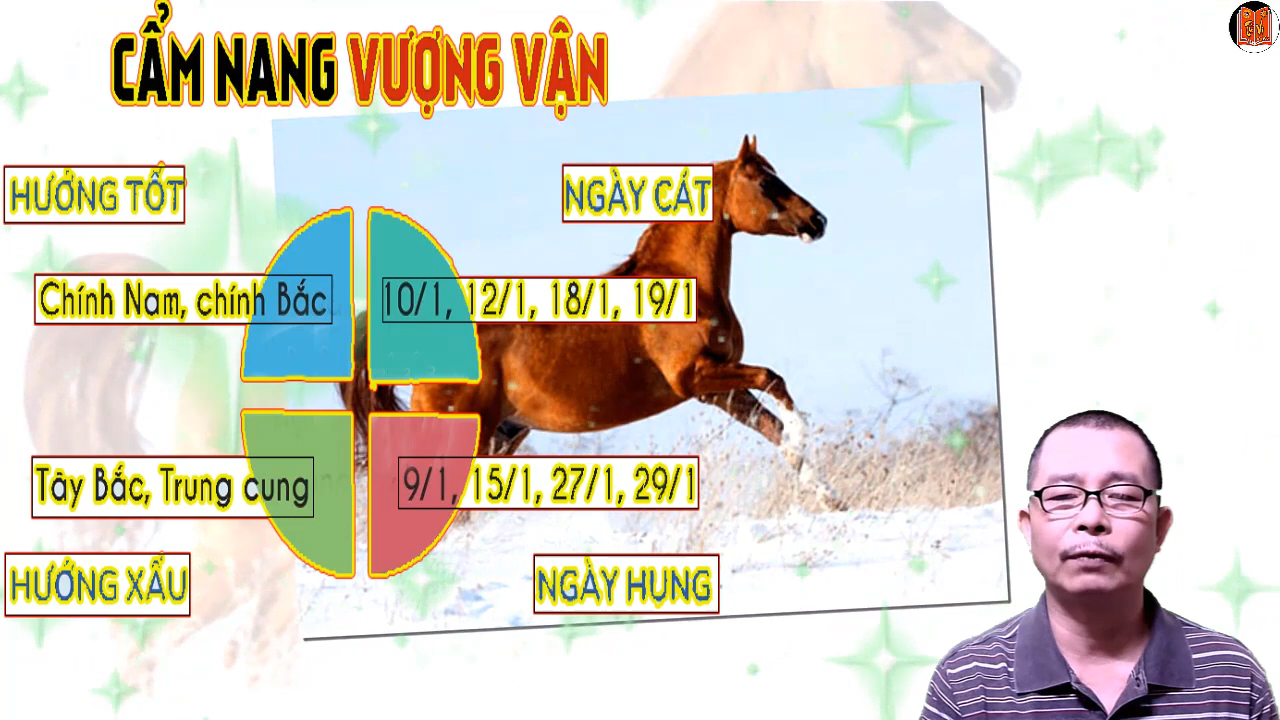 CẨM NANG VƯỢNG VẬN
HƯỚNG TỐT
NGÀY CÁT
Chính Nam, chính Bắc
10/1, 12/1, 18/1, 19/1
Tây Bắc, Trung cung
9/1, 15/1, 27/1, 29/1
HƯỚNG XẤU
NGÀY HỤNG